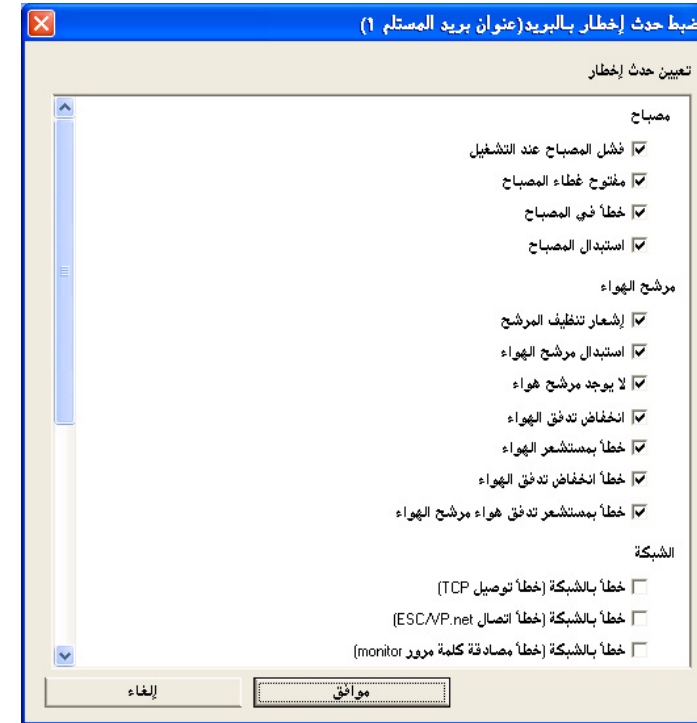 ضبط حدث إخطار بالبريد(عنوان بريد المستلم 1)
تعيين حدث إخطار
مصباح
فشل المصباح عند التشغيل
مفتوح غطاء المصباح
خطأ في المصباح
استبدال المصباح
مرشح الهواء
إشعار تنظيف المرشح
استبدال مرشح الهواء
لا يوجد مرشح هواء
انخفاض تدفق الهواء
خطأ بمستشعر الهواء
خطأ انخفاض تدفق الهواء
خطأ بمستشعر تدفق هواء مرشح الهواء
الشبكة
خطأ بالشبكة (خطأ توصيل TCP)
خطأ بالشبكة (خطأ اتصال ESC/VP.net)
خطأ بالشبكة (خطأ مصادقة كلمة مرور monitor)
موافق
إلغاء